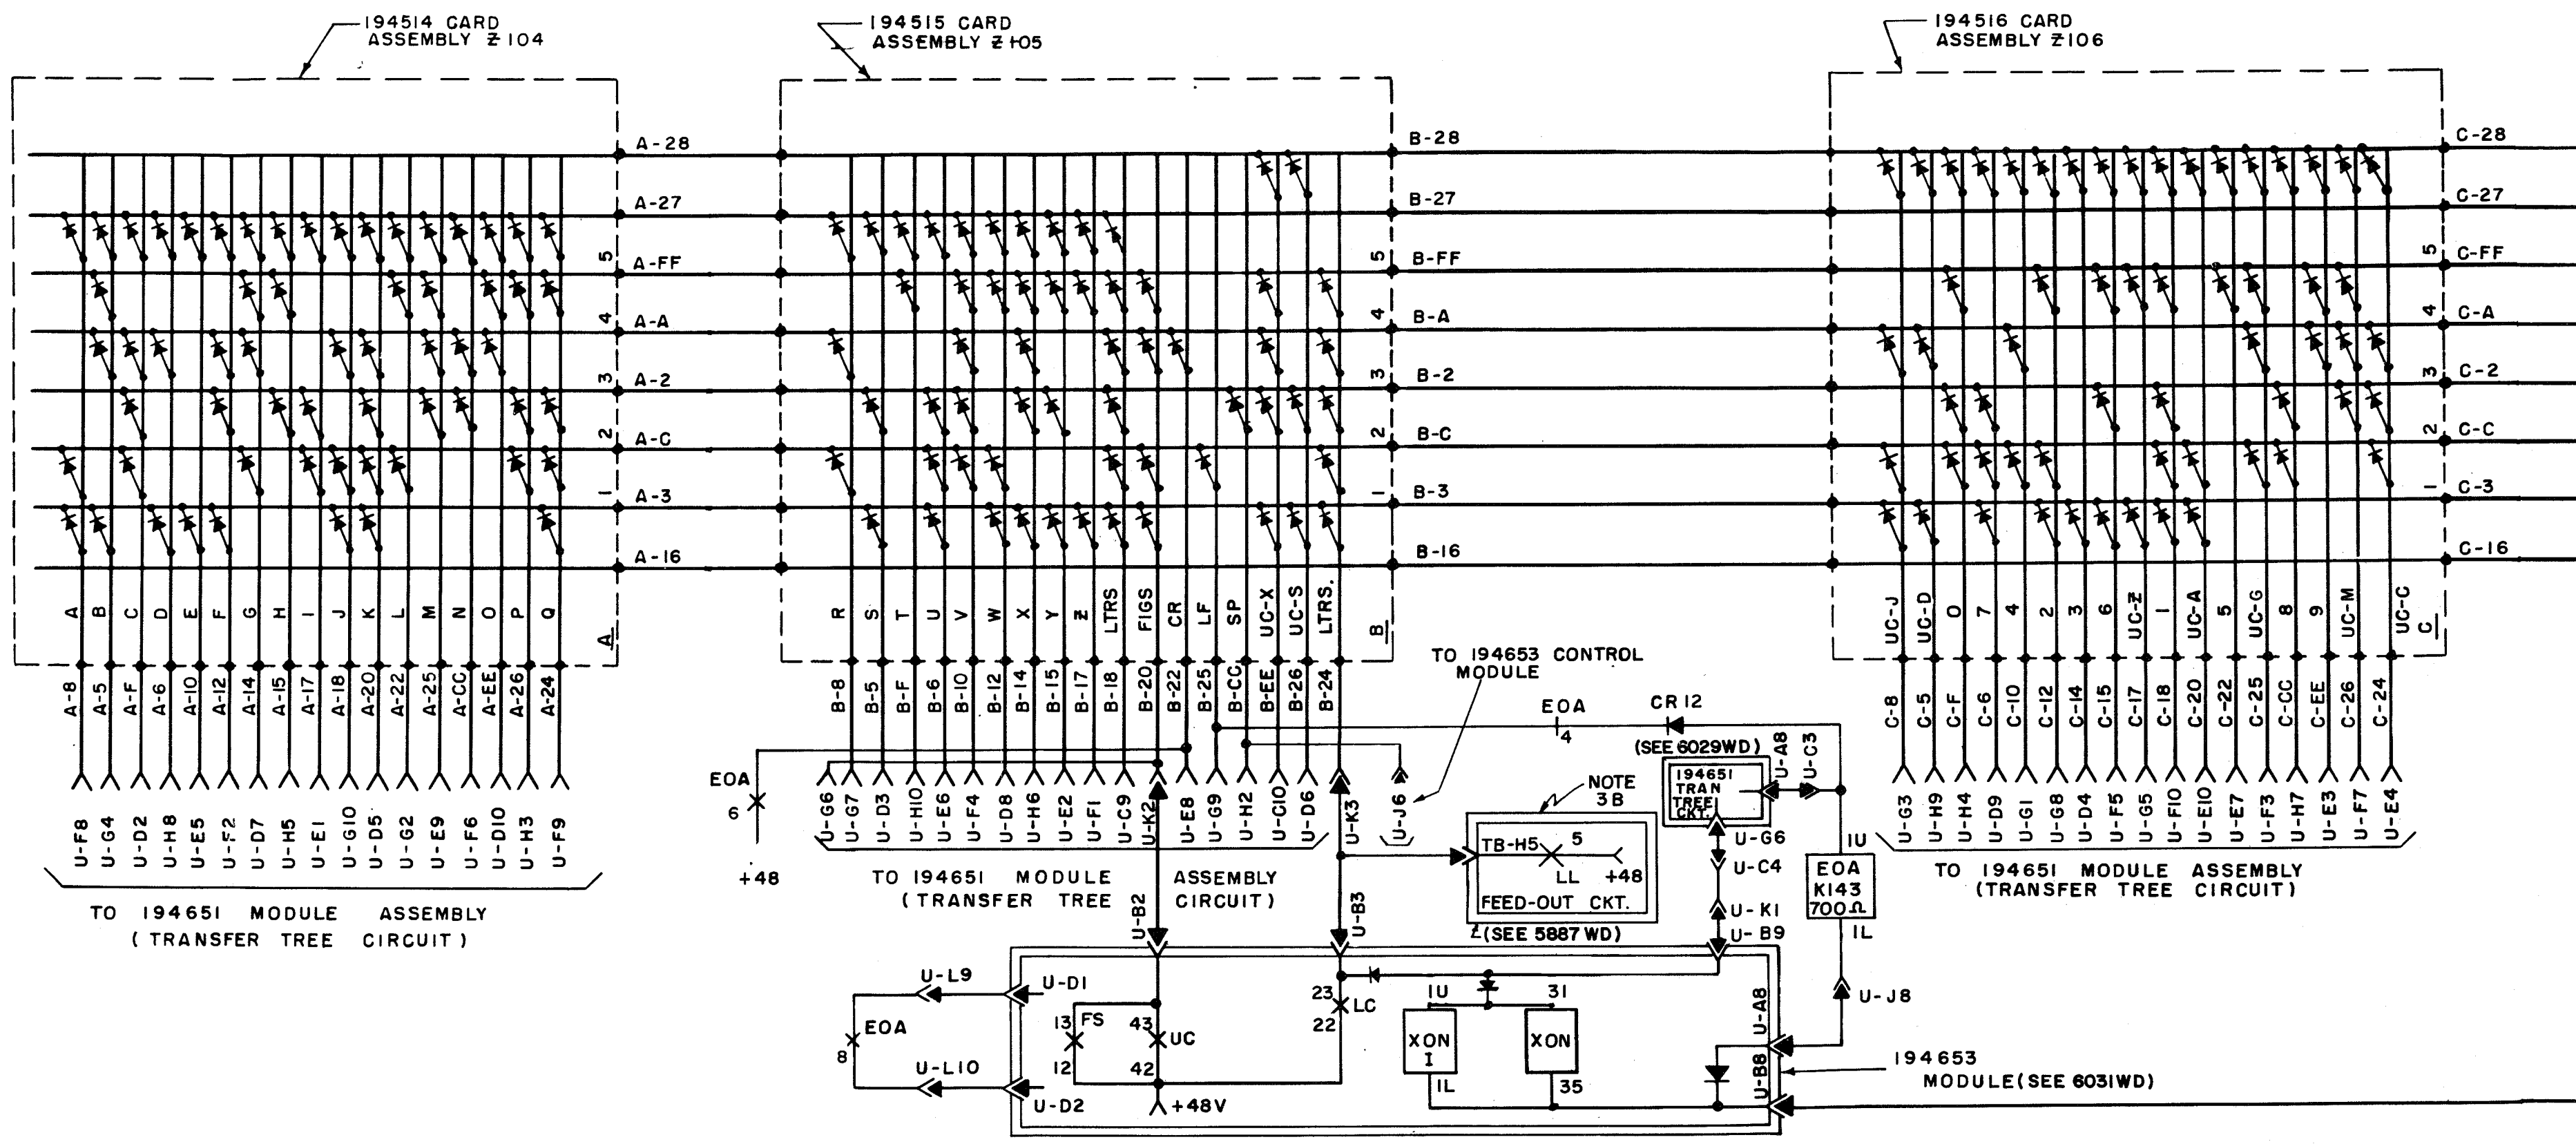 194514 CARD
ASSEMBLY Z104
194515 CARD
ASSEMBLY Z105
194516 CARD
ASSEMBLY Z106
A-28
A-27
5 A-FF
4 A-A
3 A-2
2 A-C
1 A-3
A-16
B-28
B-27
5 B-FF
4 B-A
3 B-2
2 B-C
1 B-3
B-16
C-28
C-27
5 C-FF
4 C-A
3 C-2
2 C-C
1 C-3
C-16
A B C D E F G H I J K L M N O P Q
A
R S T U V W X Y Z LTRS FIGS CR LF SP UC-X UC-S LTRS.
B
UC-J UC-D 0 7 4 2 3 6 UC-Z 1 UC-A 5 UC-G 8 9 UC-M UC-C
C
A-8 A-5 A-F A-6 A-10 A-12 A-14 A-15 A-17 A-18 A-20 A-22 A-25 A-CC A-EE A-26 A-24
B-8 B-5 B-F B-6 B-10 B-12 B-14 B-15 B-17 B-18 B-20 B-22 B-25 B-CC B-EE B-26 B-24
C-8 C-5 C-F C-6 C-10 C-12 C-14 C-15 C-17 C-18 C-20 C-22 C-25 C-CC C-EE C-26 C-24
U-F8 U-G4 U-D2 U-H8 U-E5 U-F2 U-D7 U-H5 U-E1 U-G10 U-D5 U-G2 U-E9 U-F6 U-D10 U-H3 U-F9
TO 194651 MODULE ASSEMBLY
(TRANSFER TREE CIRCUIT)
EOA
6
+48
U-G6 U-G7 U-D3 U-H10 U-E6 U-F4 U-D8 U-H6 U-E2 U-F1 U-C9 U-K2 U-E8 U-G9 U-H2 U-C10 U-D6 U-K3 U-J6
TO 194651 MODULE ASSEMBLY
(TRANSFER TREE CIRCUIT)
TO 194653 CONTROL
MODULE
EOA
4
CR12
(SEE 6029WD)
194651
TRAN
TREE
CKT.
U-A8
U-C3
NOTE
3B
TB-H5 5
LL +48
FEED-OUT CKT.
(SEE 5887WD)
U-G6
U-C4
U-K1
U-B9
1U
EOA
K143
700Ω
1L
U-J8
U-G3 U-H9 U-H4 U-D9 U-G1 U-G8 U-D4 U-F5 U-G5 U-F10 U-E10 U-E7 U-F3 U-H7 U-E3 U-F7 U-E4
TO 194651 MODULE ASSEMBLY
(TRANSFER TREE CIRCUIT)
U-B2
U-B3
U-L9
U-D1
EOA
8
U-L10
U-D2
13 FS
12
43
UC
42
+48V
23
LC
22
1U
XON
I
1L
31
XON
35
U-A8
U-B8
194653
MODULE(SEE 6031WD)